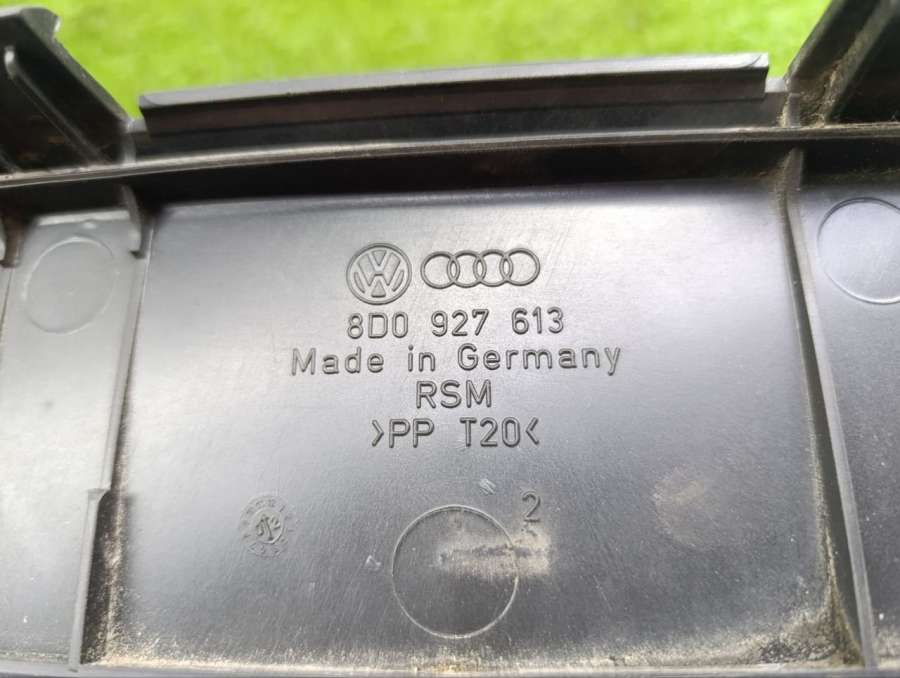 8D0 927 613
Made in Germany
RSM
>PP T20<
2